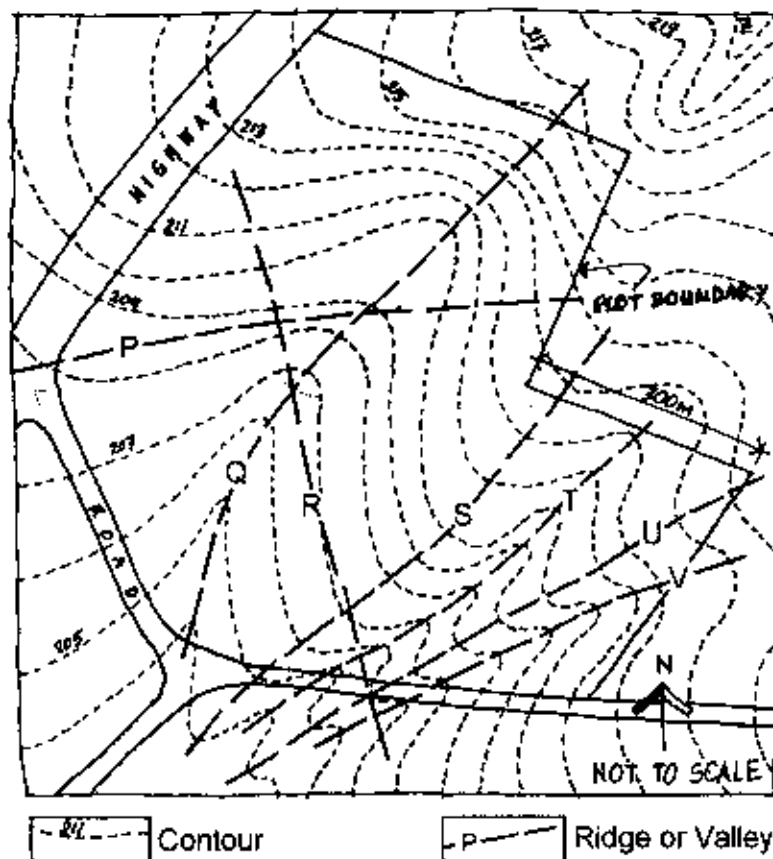 217
219
215
HIGHWAY
213
211
209
P
PLOT BOUNDARY
200M
207
Q
R
S
T
U
V
ROAD
205
N
NOT TO SCALE
211 Contour
P Ridge or Valley